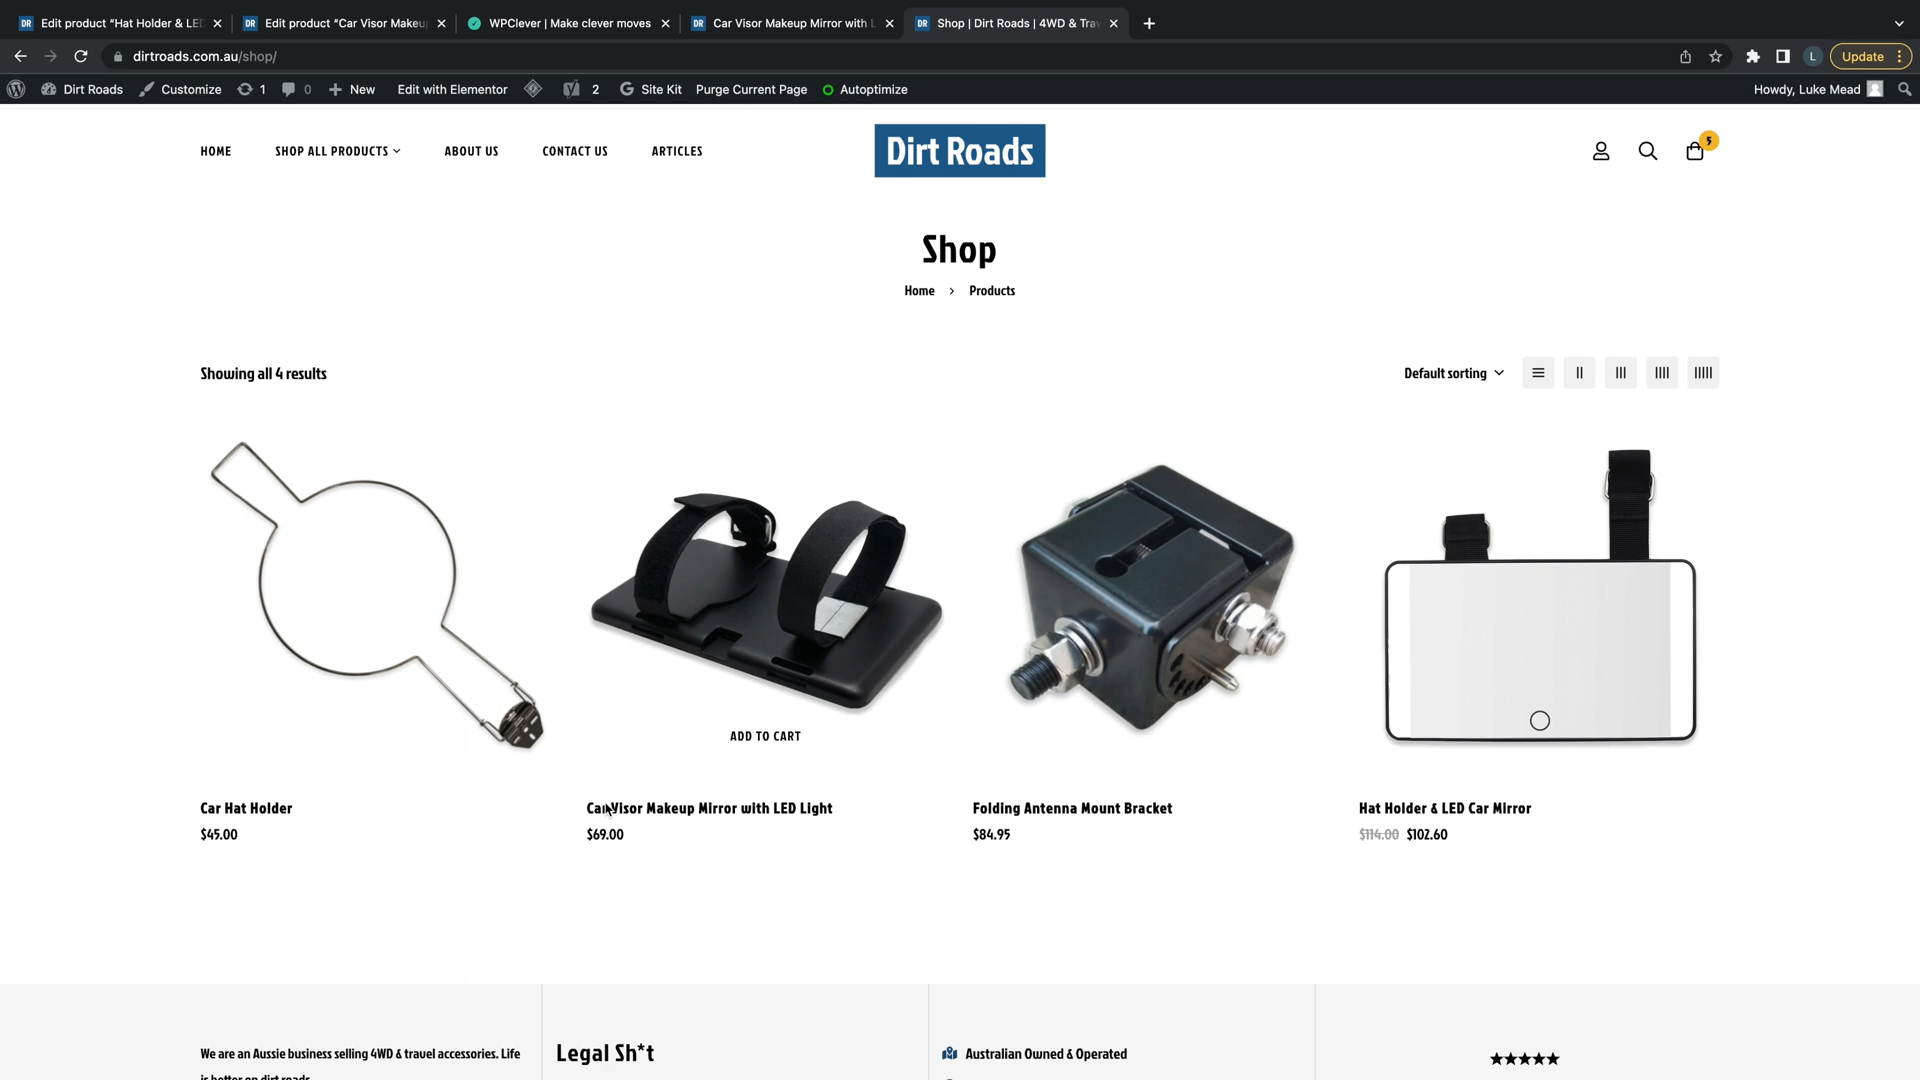 Edit product “Hat Holder & LED
Edit product “Car Visor Makeu
WPClever | Make clever moves
Car Visor Makeup Mirror with L
Shop | Dirt Roads | 4WD & Tra
dirtroads.com.au/shop/
L
Update
Dirt Roads
Customize
1
0
New
Edit with Elementor
2
Site Kit
Purge Current Page
Autoptimize
Howdy, Luke Mead
HOME
SHOP ALL PRODUCTS
ABOUT US
CONTACT US
ARTICLES
Dirt Roads
5
Shop
Home > Products
Showing all 4 results
Default sorting
ADD TO CART
Car Hat Holder
$45.00
Car Visor Makeup Mirror with LED Light
$69.00
Folding Antenna Mount Bracket
$84.95
Hat Holder & LED Car Mirror
$114.00 $102.60
We are an Aussie business selling 4WD & travel accessories. Life
is better on dirt roads
Legal Sh*t
Australian Owned & Operated
★★★★★